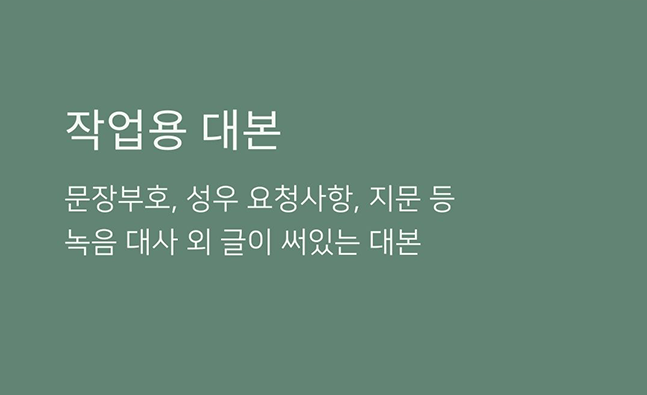 작업용 대본
문장부호, 성우 요청사항, 지문 등
녹음 대사 외 글이 써있는 대본